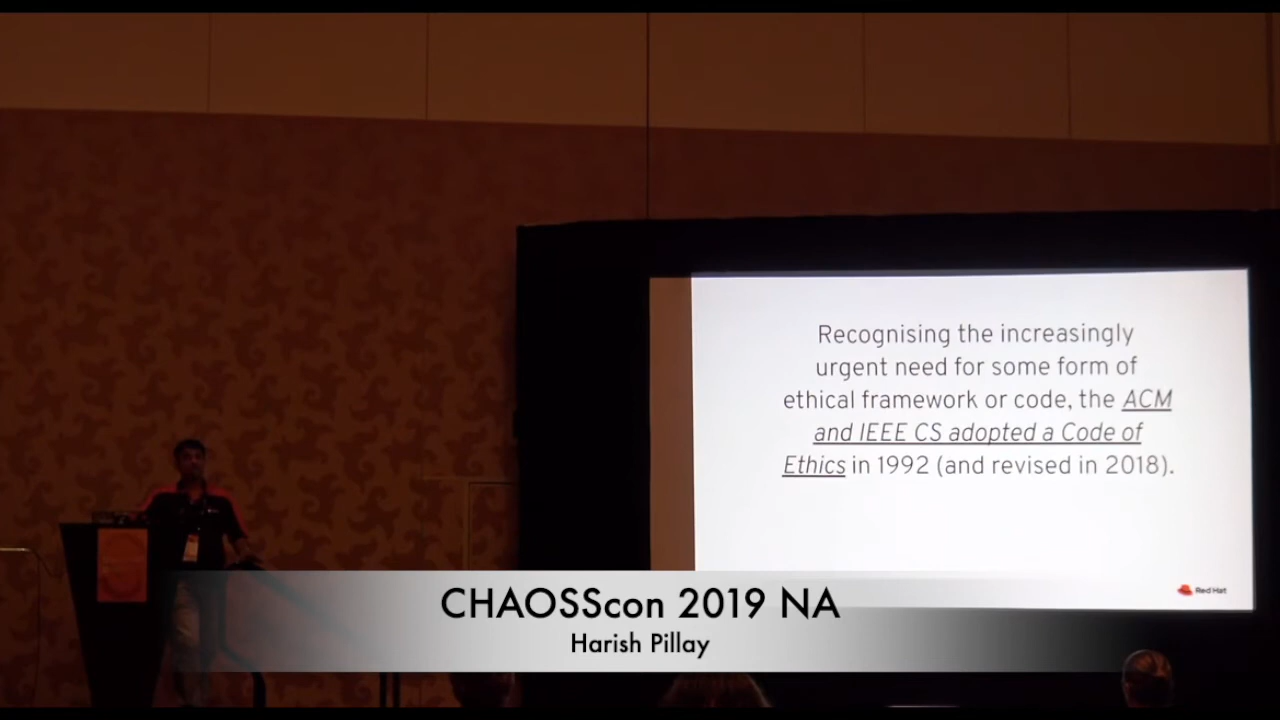 Recognising the increasingly
urgent need for some form of
ethical framework or code, the ACM
and IEEE CS adopted a Code of
Ethics in 1992 (and revised in 2018).
Red Hat
CHAOSScon 2019 NA
Harish Pillay